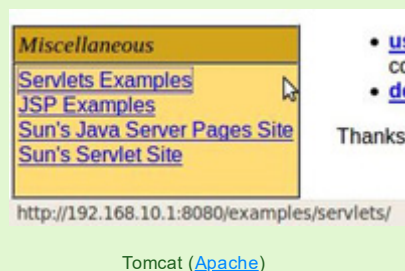 Miscellaneous
Servlets Examples
JSP Examples
Sun's Java Server Pages Site
Sun's Servlet Site
Thanks
http://192.168.10.1:8080/examples/servlets/
Tomcat (Apache)